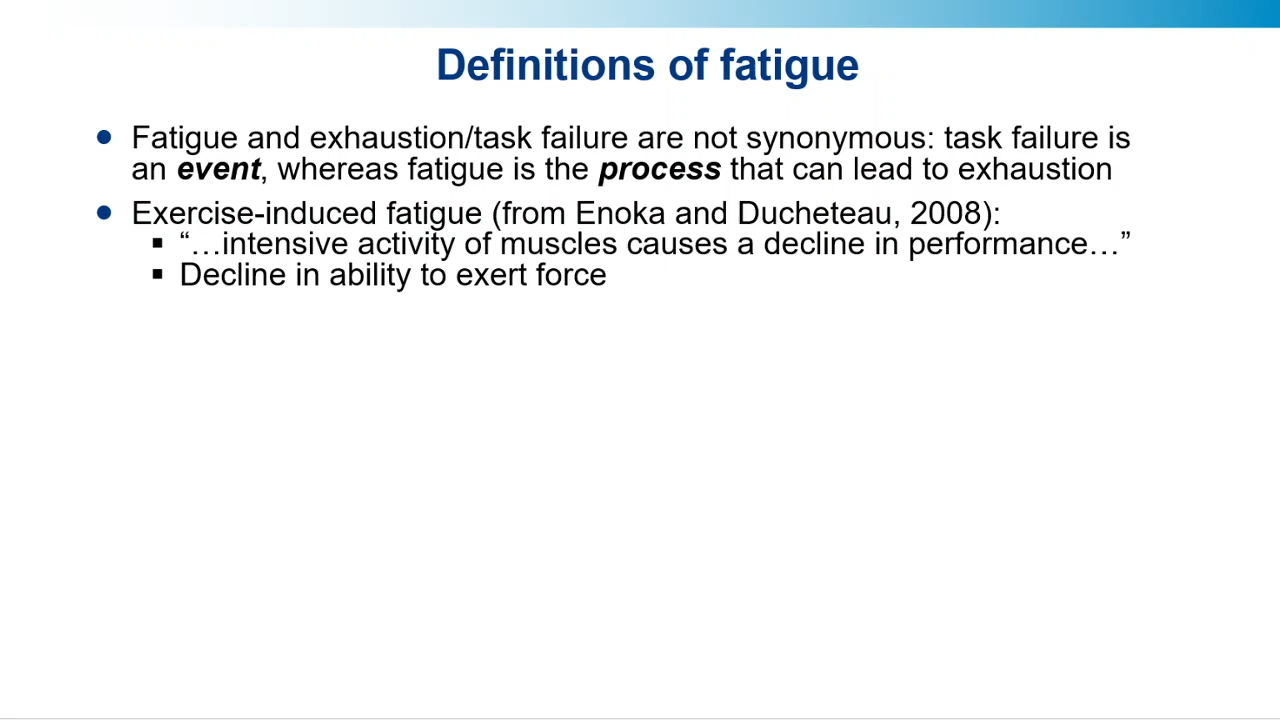 Definitions of fatigue
● Fatigue and exhaustion/task failure are not synonymous: task failure is
an event, whereas fatigue is the process that can lead to exhaustion
● Exercise-induced fatigue (from Enoka and Ducheteau, 2008):
▪ “…intensive activity of muscles causes a decline in performance…”
▪ Decline in ability to exert force